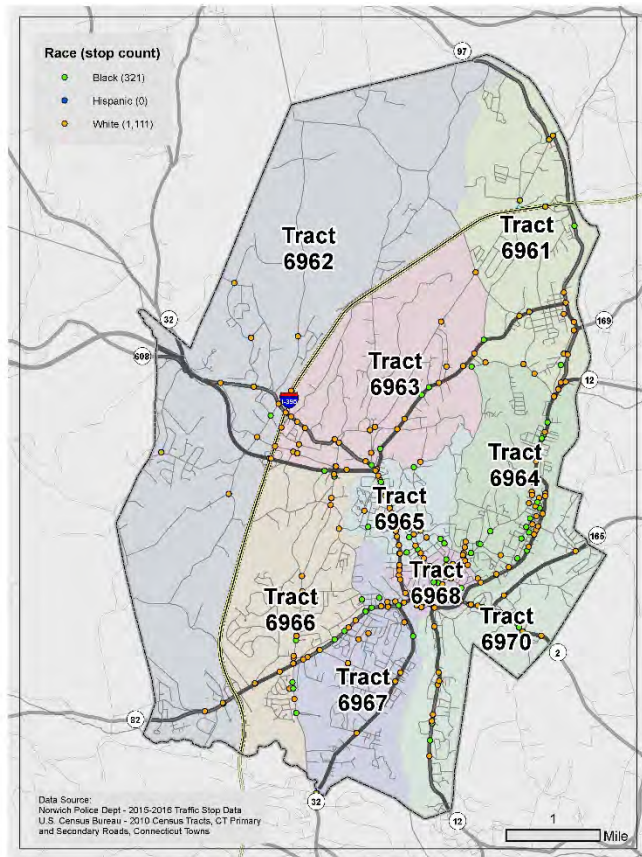 Race (stop count)
Black (321)
Hispanic (0)
White (1,111)
97
Tract
6961
Tract
6962
32
169
608
Tract
6963
12
I-395
Tract
6964
Tract
6965
165
Tract
6968
Tract
6966
Tract
6970
2
Tract
6967
82
32
12
Data Source:
Norwich Police Dept - 2015-2016 Traffic Stop Data
U.S. Census Bureau - 2010 Census Tracts, CT Primary
and Secondary Roads, Connecticut Towns
1
Mile